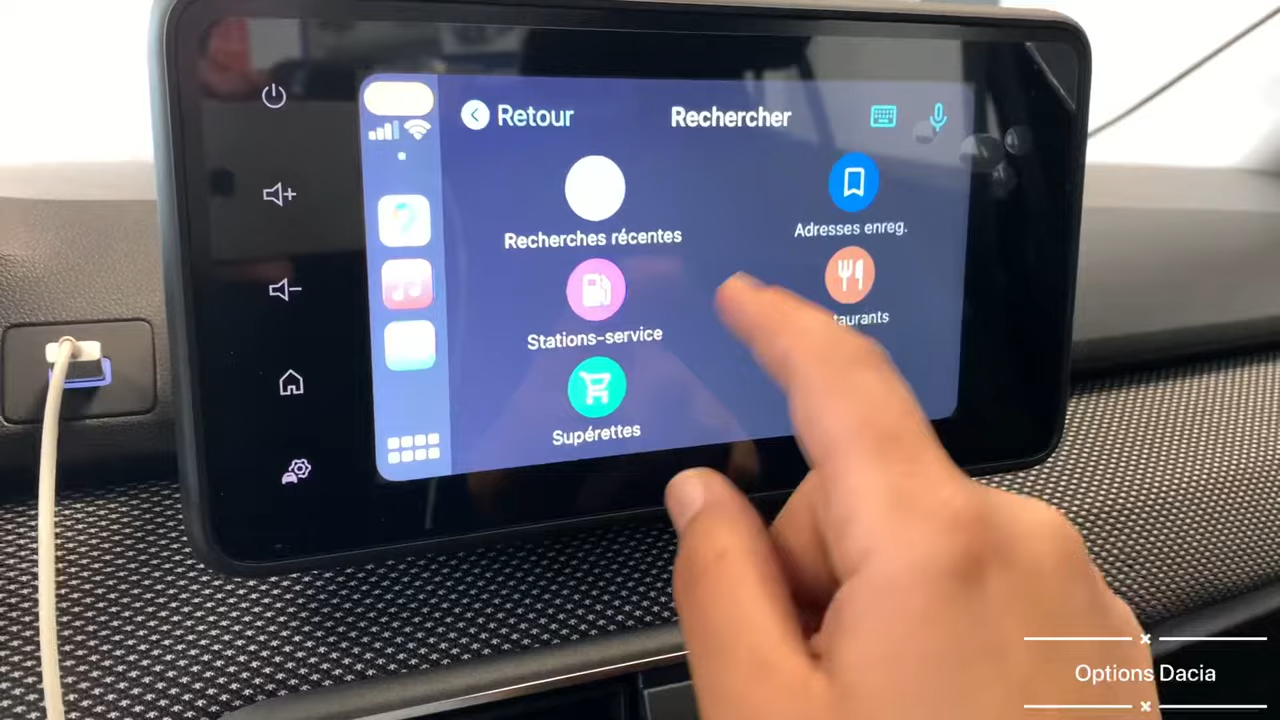 Retour
Rechercher
Recherches récentes
Adresses enreg.
Stations-service
taurants
Supérettes
Options Dacia